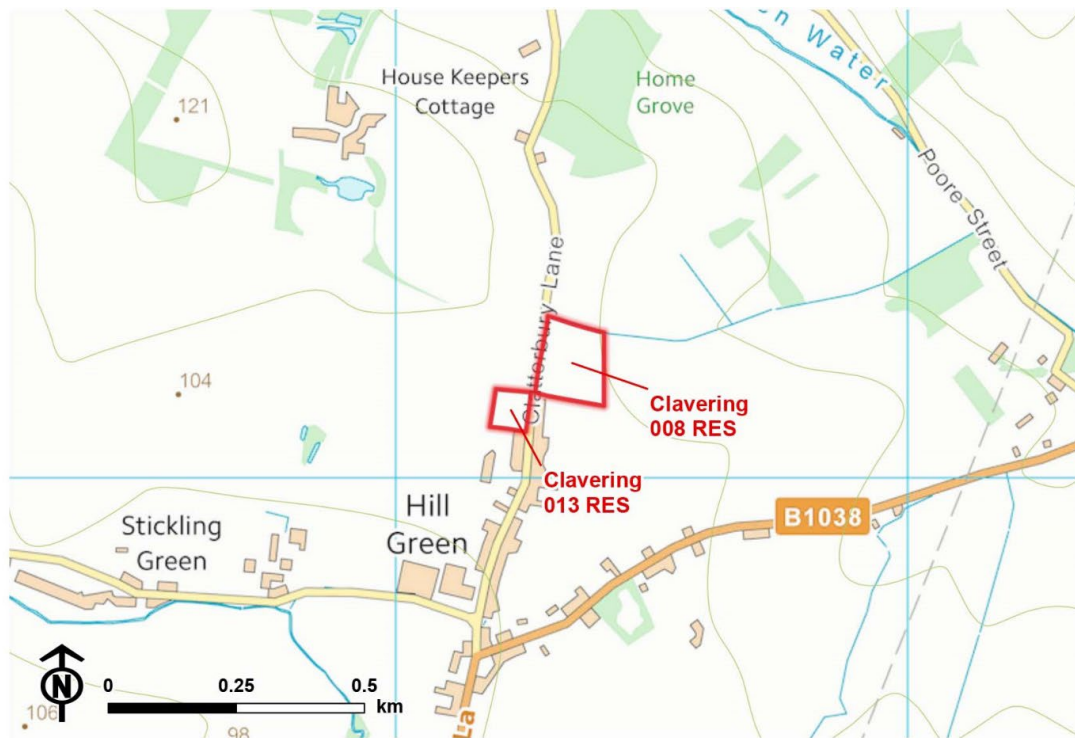 on Water
House Keepers
Cottage
Home
Grove
121
Poore Street
Clatterbury Lane
104
Clavering
008 RES
Clavering
013 RES
Hill
Green
Stickling
Green
B1038
N
0
0.25
0.5
km
106
98
La